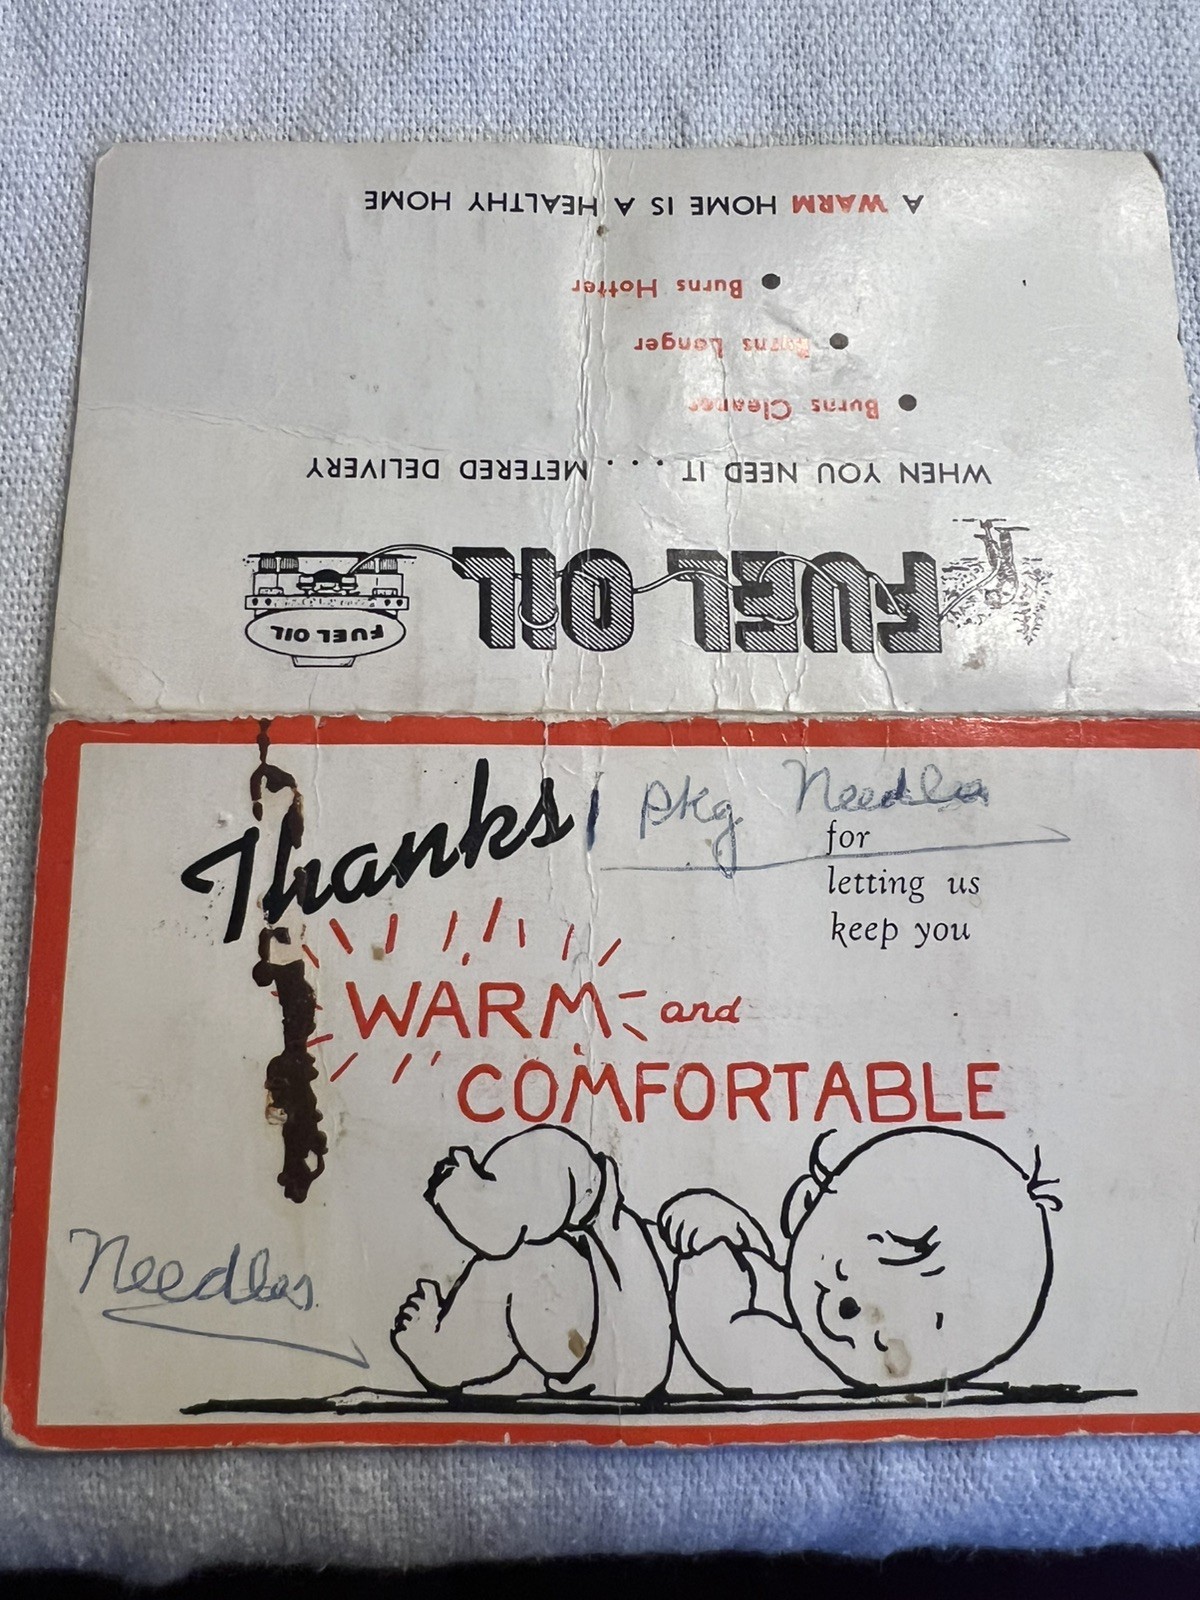 A WARM HOME IS A HEALTHY HOME
● Burns Hotter
● Burns Longer
● Burns Cleaner
WHEN YOU NEED IT .... METERED DELIVERY
FUEL OIL
FUEL OIL
Thanks
1 pkg Needles
for
letting us
keep you
WARM and
COMFORTABLE
Needles